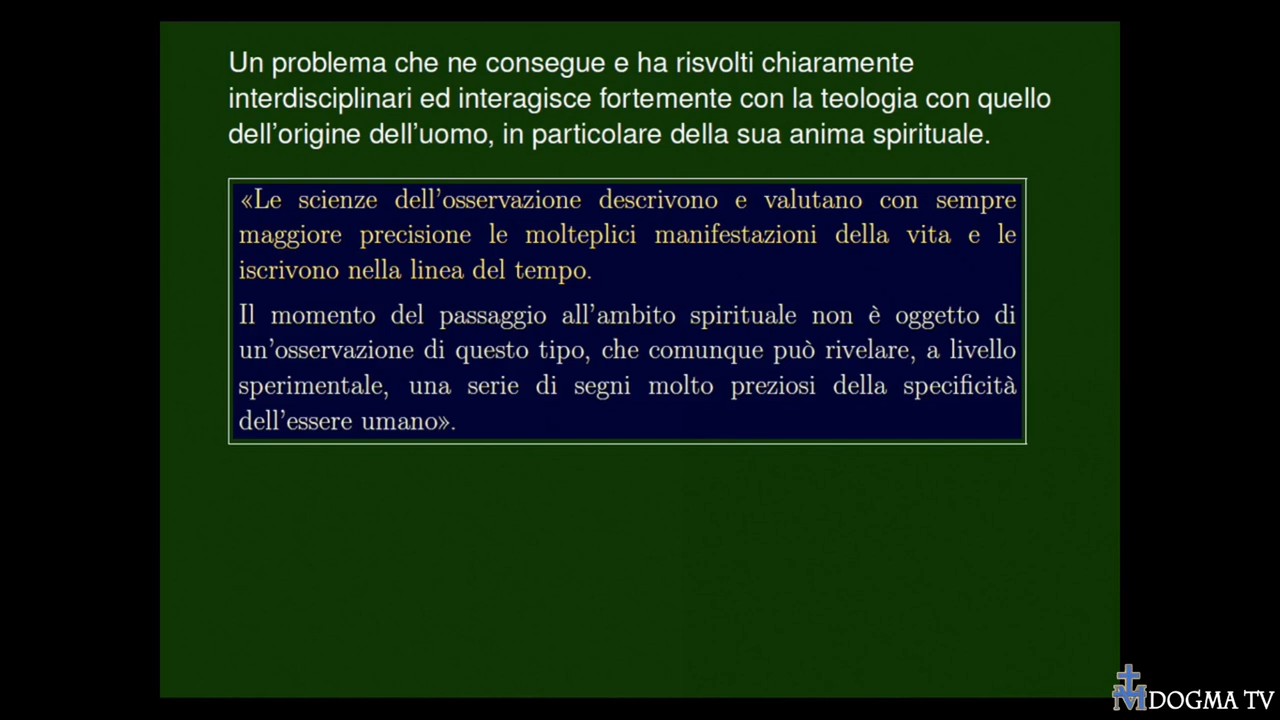 Un problema che ne consegue e ha risvolti chiaramente
interdisciplinari ed interagisce fortemente con la teologia con quello
dell'origine dell'uomo, in particolare della sua anima spirituale.
«Le scienze dell'osservazione descrivono e valutano con sempre
maggiore precisione le molteplici manifestazioni della vita e le
iscrivono nella linea del tempo.
Il momento del passaggio all'ambito spirituale non è oggetto di
un'osservazione di questo tipo, che comunque può rivelare, a livello
sperimentale, una serie di segni molto preziosi della specificità
dell'essere umano».
DOGMA TV